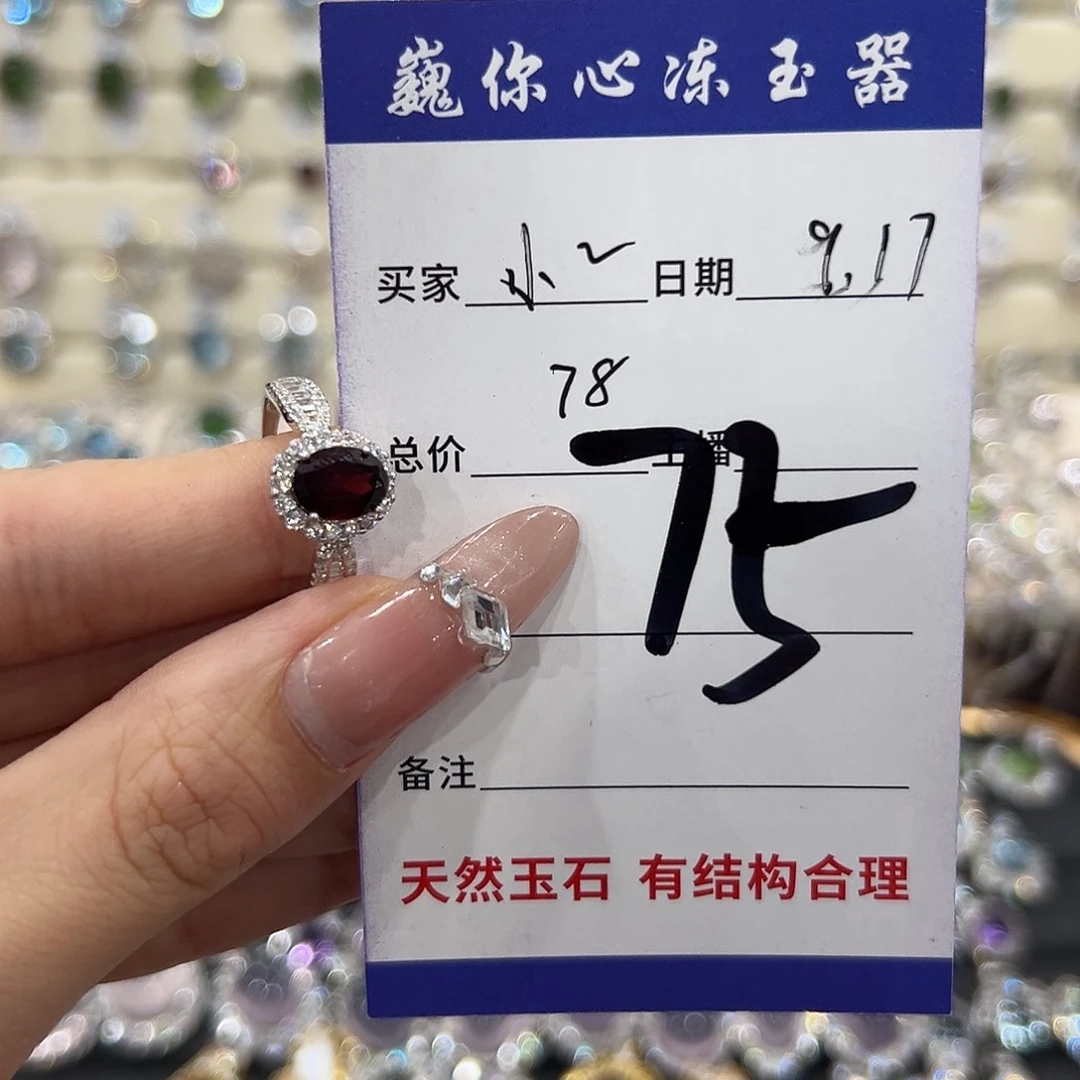 巍你心冻玉器
买家 小2 日期 9.17
78
总价 主播
75
备注
天然玉石 有结构合理